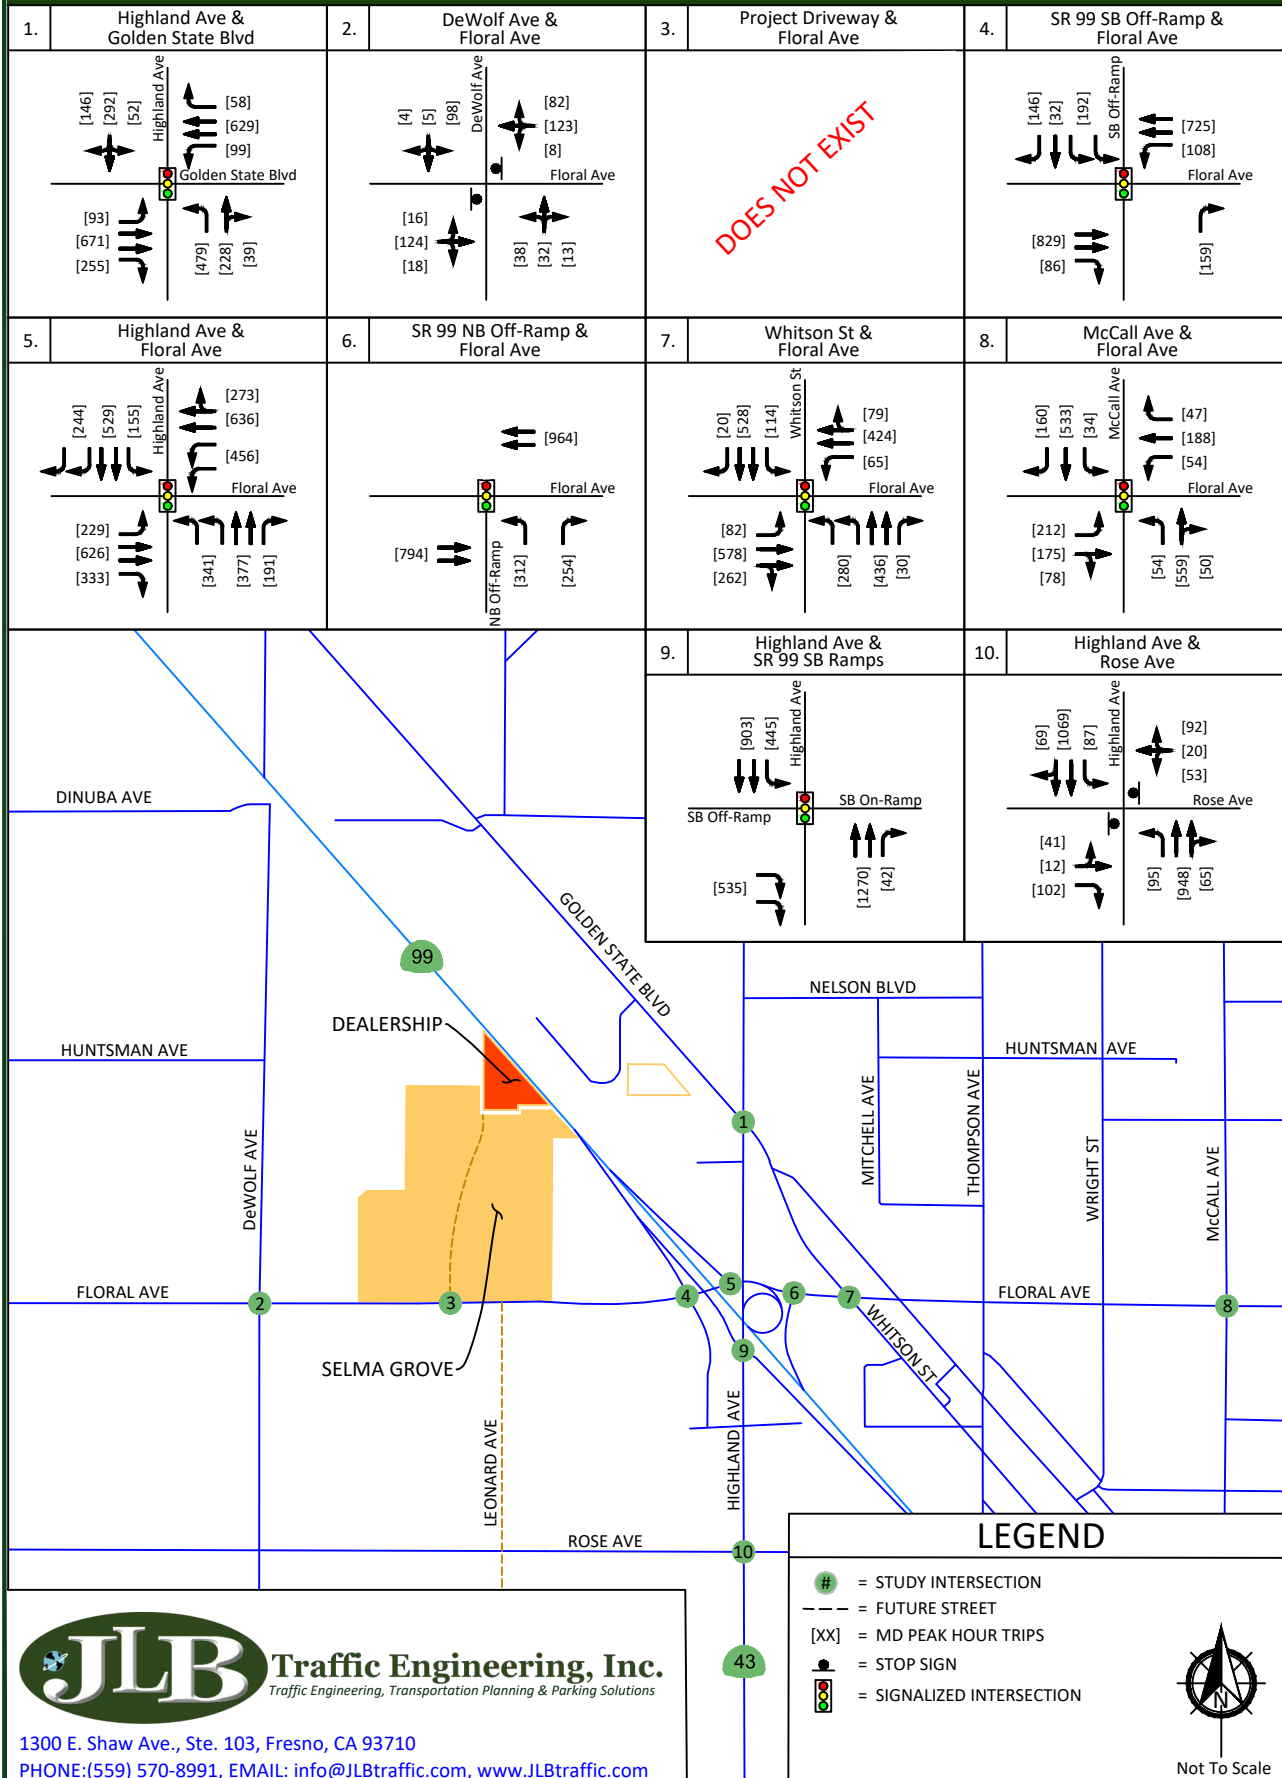 1.
Highland Ave &
Golden State Blvd
[146] [292] [52]
Highland Ave
[58]
[629]
[99]
Golden State Blvd
[93]
[671]
[255]
[479] [228] [39]
2.
DeWolf Ave &
Floral Ave
[4] [5] [98]
DeWolf Ave
[82]
[123]
[8]
Floral Ave
[16]
[124]
[18]
[38] [32] [13]
3.
Project Driveway &
Floral Ave
DOES NOT EXIST
4.
SR 99 SB Off-Ramp &
Floral Ave
[146] [32] [192]
SB Off-Ramp
[725]
[108]
Floral Ave
[829]
[86]
[159]
5.
Highland Ave &
Floral Ave
[244] [529] [155]
Highland Ave
[273]
[636]
[456]
Floral Ave
[229]
[626]
[333]
[341] [377] [191]
6.
SR 99 NB Off-Ramp &
Floral Ave
[964]
Floral Ave
[794]
NB Off-Ramp
[312] [254]
7.
Whitson St &
Floral Ave
[20] [528] [114]
Whitson St
[79]
[424]
[65]
Floral Ave
[82]
[578]
[262]
[280] [436] [30]
8.
McCall Ave &
Floral Ave
[160] [533] [34]
McCall Ave
[47]
[188]
[54]
Floral Ave
[212]
[175]
[78]
[54] [559] [50]
9.
Highland Ave &
SR 99 SB Ramps
[903] [445]
Highland Ave
SB On-Ramp
SB Off-Ramp
[535]
[1270] [42]
10.
Highland Ave &
Rose Ave
[69] [1069] [87]
Highland Ave
[92]
[20]
[53]
Rose Ave
[41]
[12]
[102]
[95] [948] [65]
DINUBA AVE
GOLDEN STATE BLVD
99
NELSON BLVD
DEALERSHIP
HUNTSMAN AVE
HUNTSMAN AVE
MITCHELL AVE
THOMPSON AVE
WRIGHT ST
McCALL AVE
DeWOLF AVE
1
FLORAL AVE
2
3
4
5
6
7
FLORAL AVE
8
9
WHITSON ST
SELMA GROVE
LEONARD AVE
HIGHLAND AVE
ROSE AVE
10
43
LEGEND
# = STUDY INTERSECTION
= FUTURE STREET
[XX] = MD PEAK HOUR TRIPS
= STOP SIGN
= SIGNALIZED INTERSECTION
N
Not To Scale
JLB Traffic Engineering, Inc.
Traffic Engineering, Transportation Planning & Parking Solutions
1300 E. Shaw Ave., Ste. 103, Fresno, CA 93710
PHONE:(559) 570-8991, EMAIL: info@JLBtraffic.com, www.JLBtraffic.com